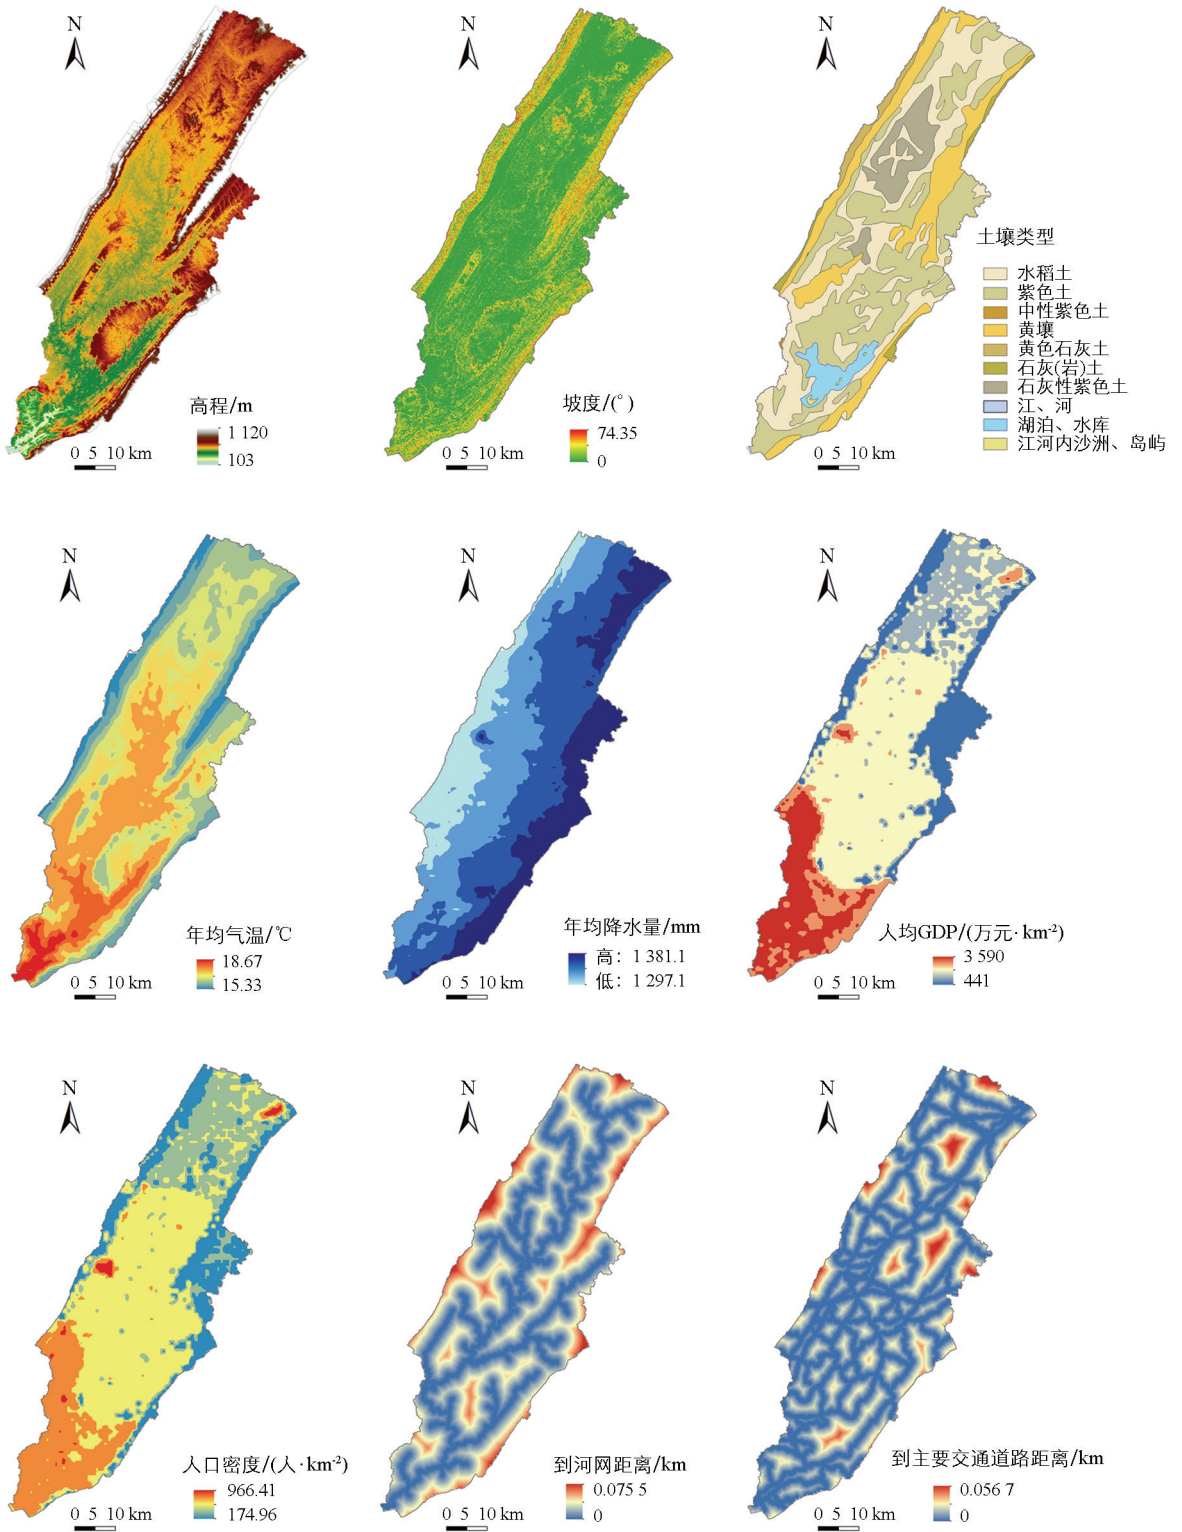 N
高程/m
1 120
103
0 5 10 km
N
坡度/(°)
74.35
0
0 5 10 km
N
土壤类型
水稻土
紫色土
中性紫色土
黄壤
黄色石灰土
石灰(岩)土
石灰性紫色土
江、河
湖泊、水库
江河内沙洲、岛屿
0 5 10 km
N
年均气温/℃
18.67
15.33
0 5 10 km
N
年均降水量/mm
高：1 381.1
低：1 297.1
0 5 10 km
N
人均GDP/(万元·km-2)
3 590
441
0 5 10 km
N
人口密度/(人·km-2)
966.41
174.96
0 5 10 km
N
到河网距离/km
0.075 5
0
0 5 10 km
N
到主要交通道路距离/km
0.056 7
0
0 5 10 km